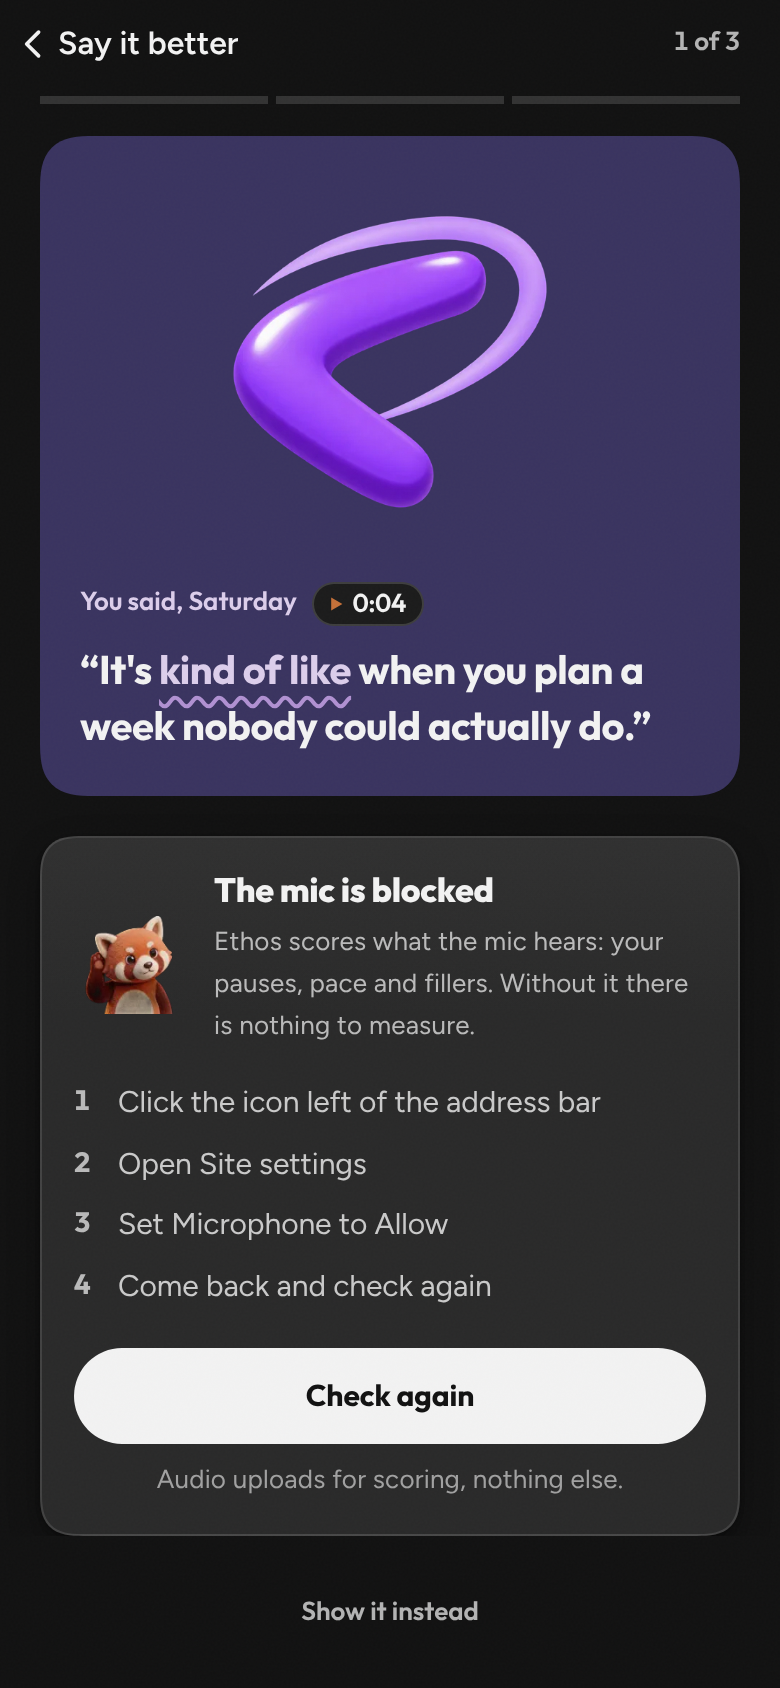 Say it better
1 of 3
You said, Saturday
0:04
“It's kind of like when you plan a
week nobody could actually do.”
The mic is blocked
Ethos scores what the mic hears: your
pauses, pace and fillers. Without it there
is nothing to measure.
1 Click the icon left of the address bar
2 Open Site settings
3 Set Microphone to Allow
4 Come back and check again
Check again
Audio uploads for scoring, nothing else.
Show it instead